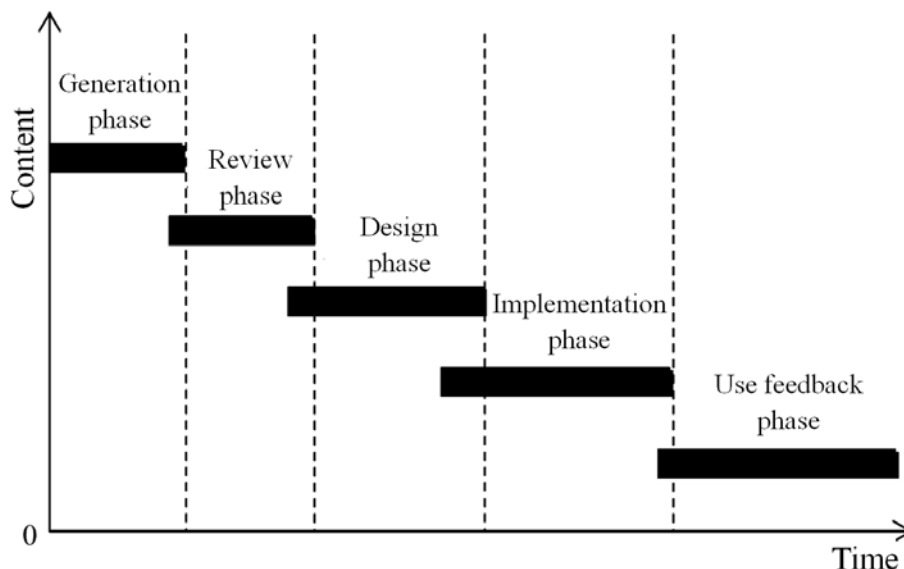 Generation
phase
Review
phase
Design
phase
Implementation
phase
Use feedback
phase
Content
0
Time